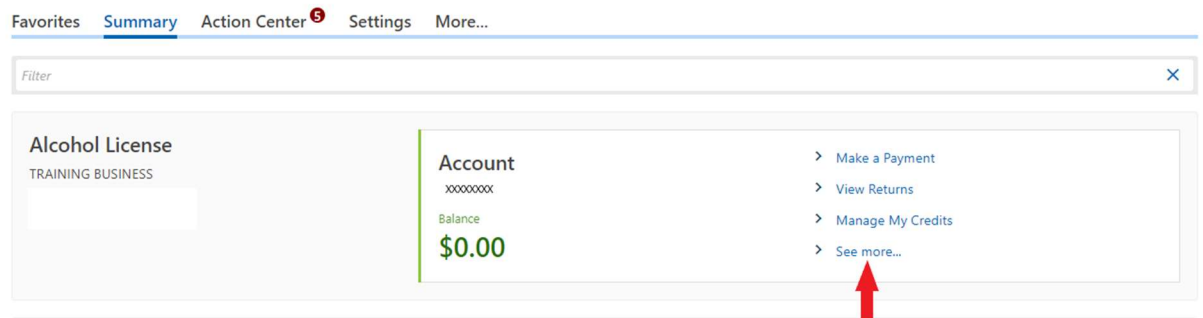 Favorites Summary Action Center 5 Settings More...
Filter
Alcohol License
TRAINING BUSINESS
Account
xxxxxxxx
Balance
$0.00
Make a Payment
View Returns
Manage My Credits
See more...